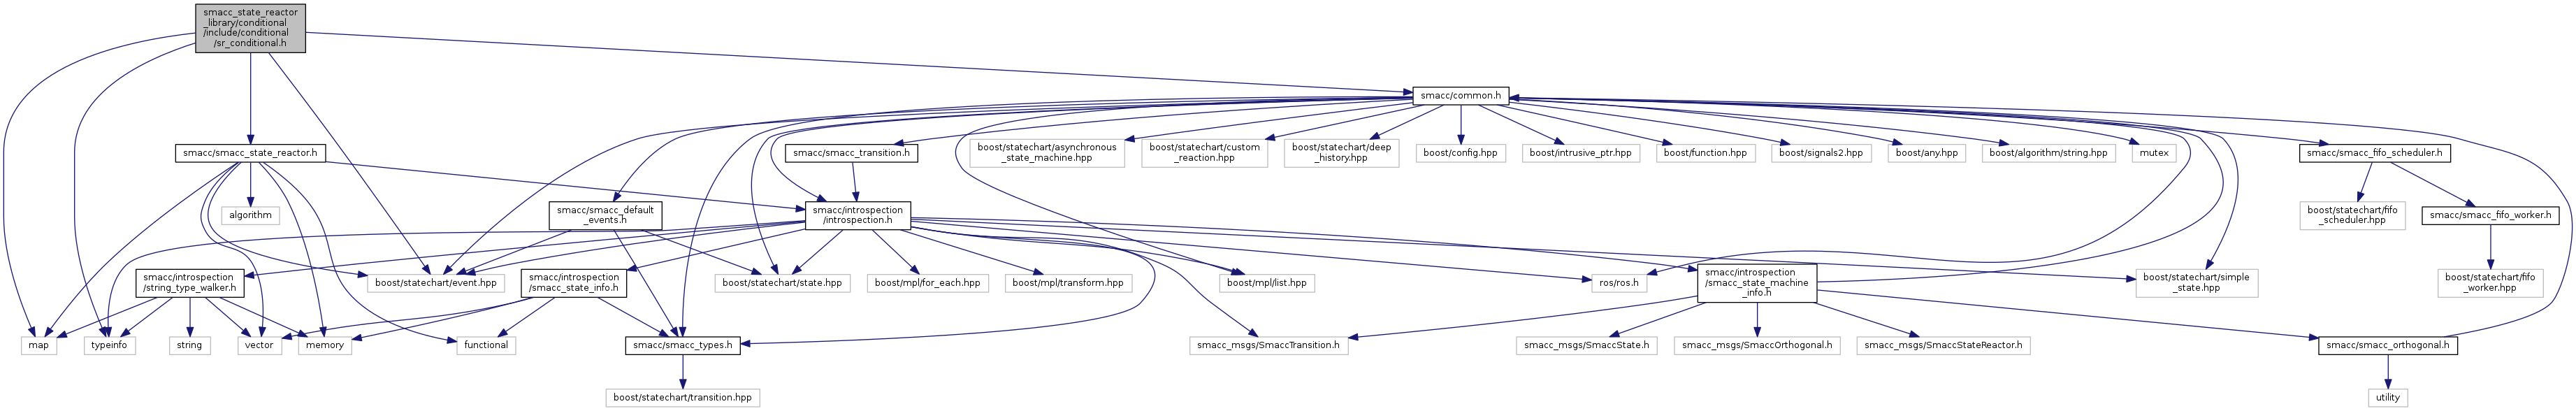 smacc_state_reactor
_library/conditional
/include/conditional
/sr_conditional.h
smacc/common.h
smacc/smacc_state_reactor.h
smacc/smacc_transition.h
boost/statechart/asynchronous
_state_machine.hpp
boost/statechart/custom
_reaction.hpp
boost/statechart/deep
_history.hpp
boost/config.hpp
boost/intrusive_ptr.hpp
boost/function.hpp
boost/signals2.hpp
boost/any.hpp
boost/algorithm/string.hpp
mutex
smacc/smacc_fifo_scheduler.h
algorithm
smacc/smacc_default
_events.h
smacc/introspection
/introspection.h
boost/statechart/fifo
_scheduler.hpp
smacc/smacc_fifo_worker.h
smacc/introspection
/string_type_walker.h
boost/statechart/event.hpp
smacc/introspection
/smacc_state_info.h
boost/statechart/state.hpp
boost/mpl/for_each.hpp
boost/mpl/transform.hpp
boost/mpl/list.hpp
ros/ros.h
smacc/introspection
/smacc_state_machine
_info.h
boost/statechart/simple
_state.hpp
boost/statechart/fifo
_worker.hpp
map
typeinfo
string
vector
memory
functional
smacc/smacc_types.h
smacc_msgs/SmaccTransition.h
smacc_msgs/SmaccState.h
smacc_msgs/SmaccOrthogonal.h
smacc_msgs/SmaccStateReactor.h
smacc/smacc_orthogonal.h
boost/statechart/transition.hpp
utility